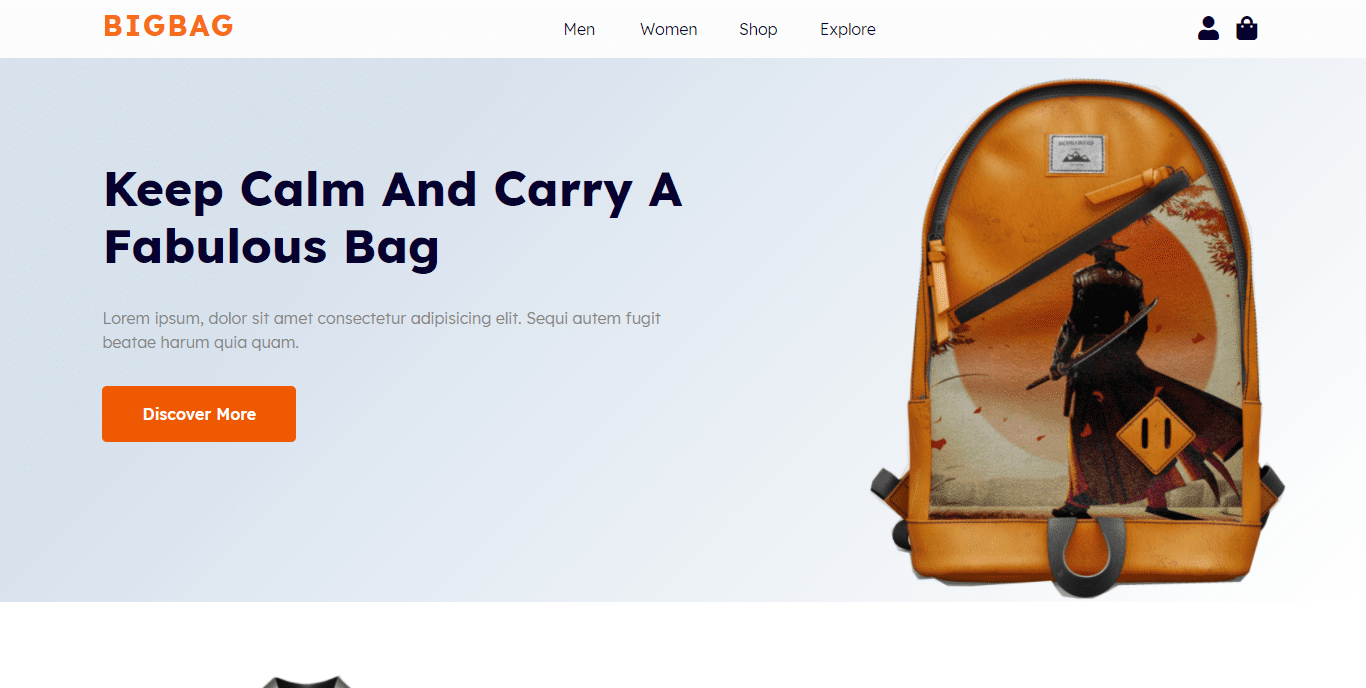 BIGBAG
Men Women Shop Explore
Keep Calm And Carry A
Fabulous Bag
Lorem ipsum, dolor sit amet consectetur adipisicing elit. Sequi autem fugit
beatae harum quia quam.
Discover More